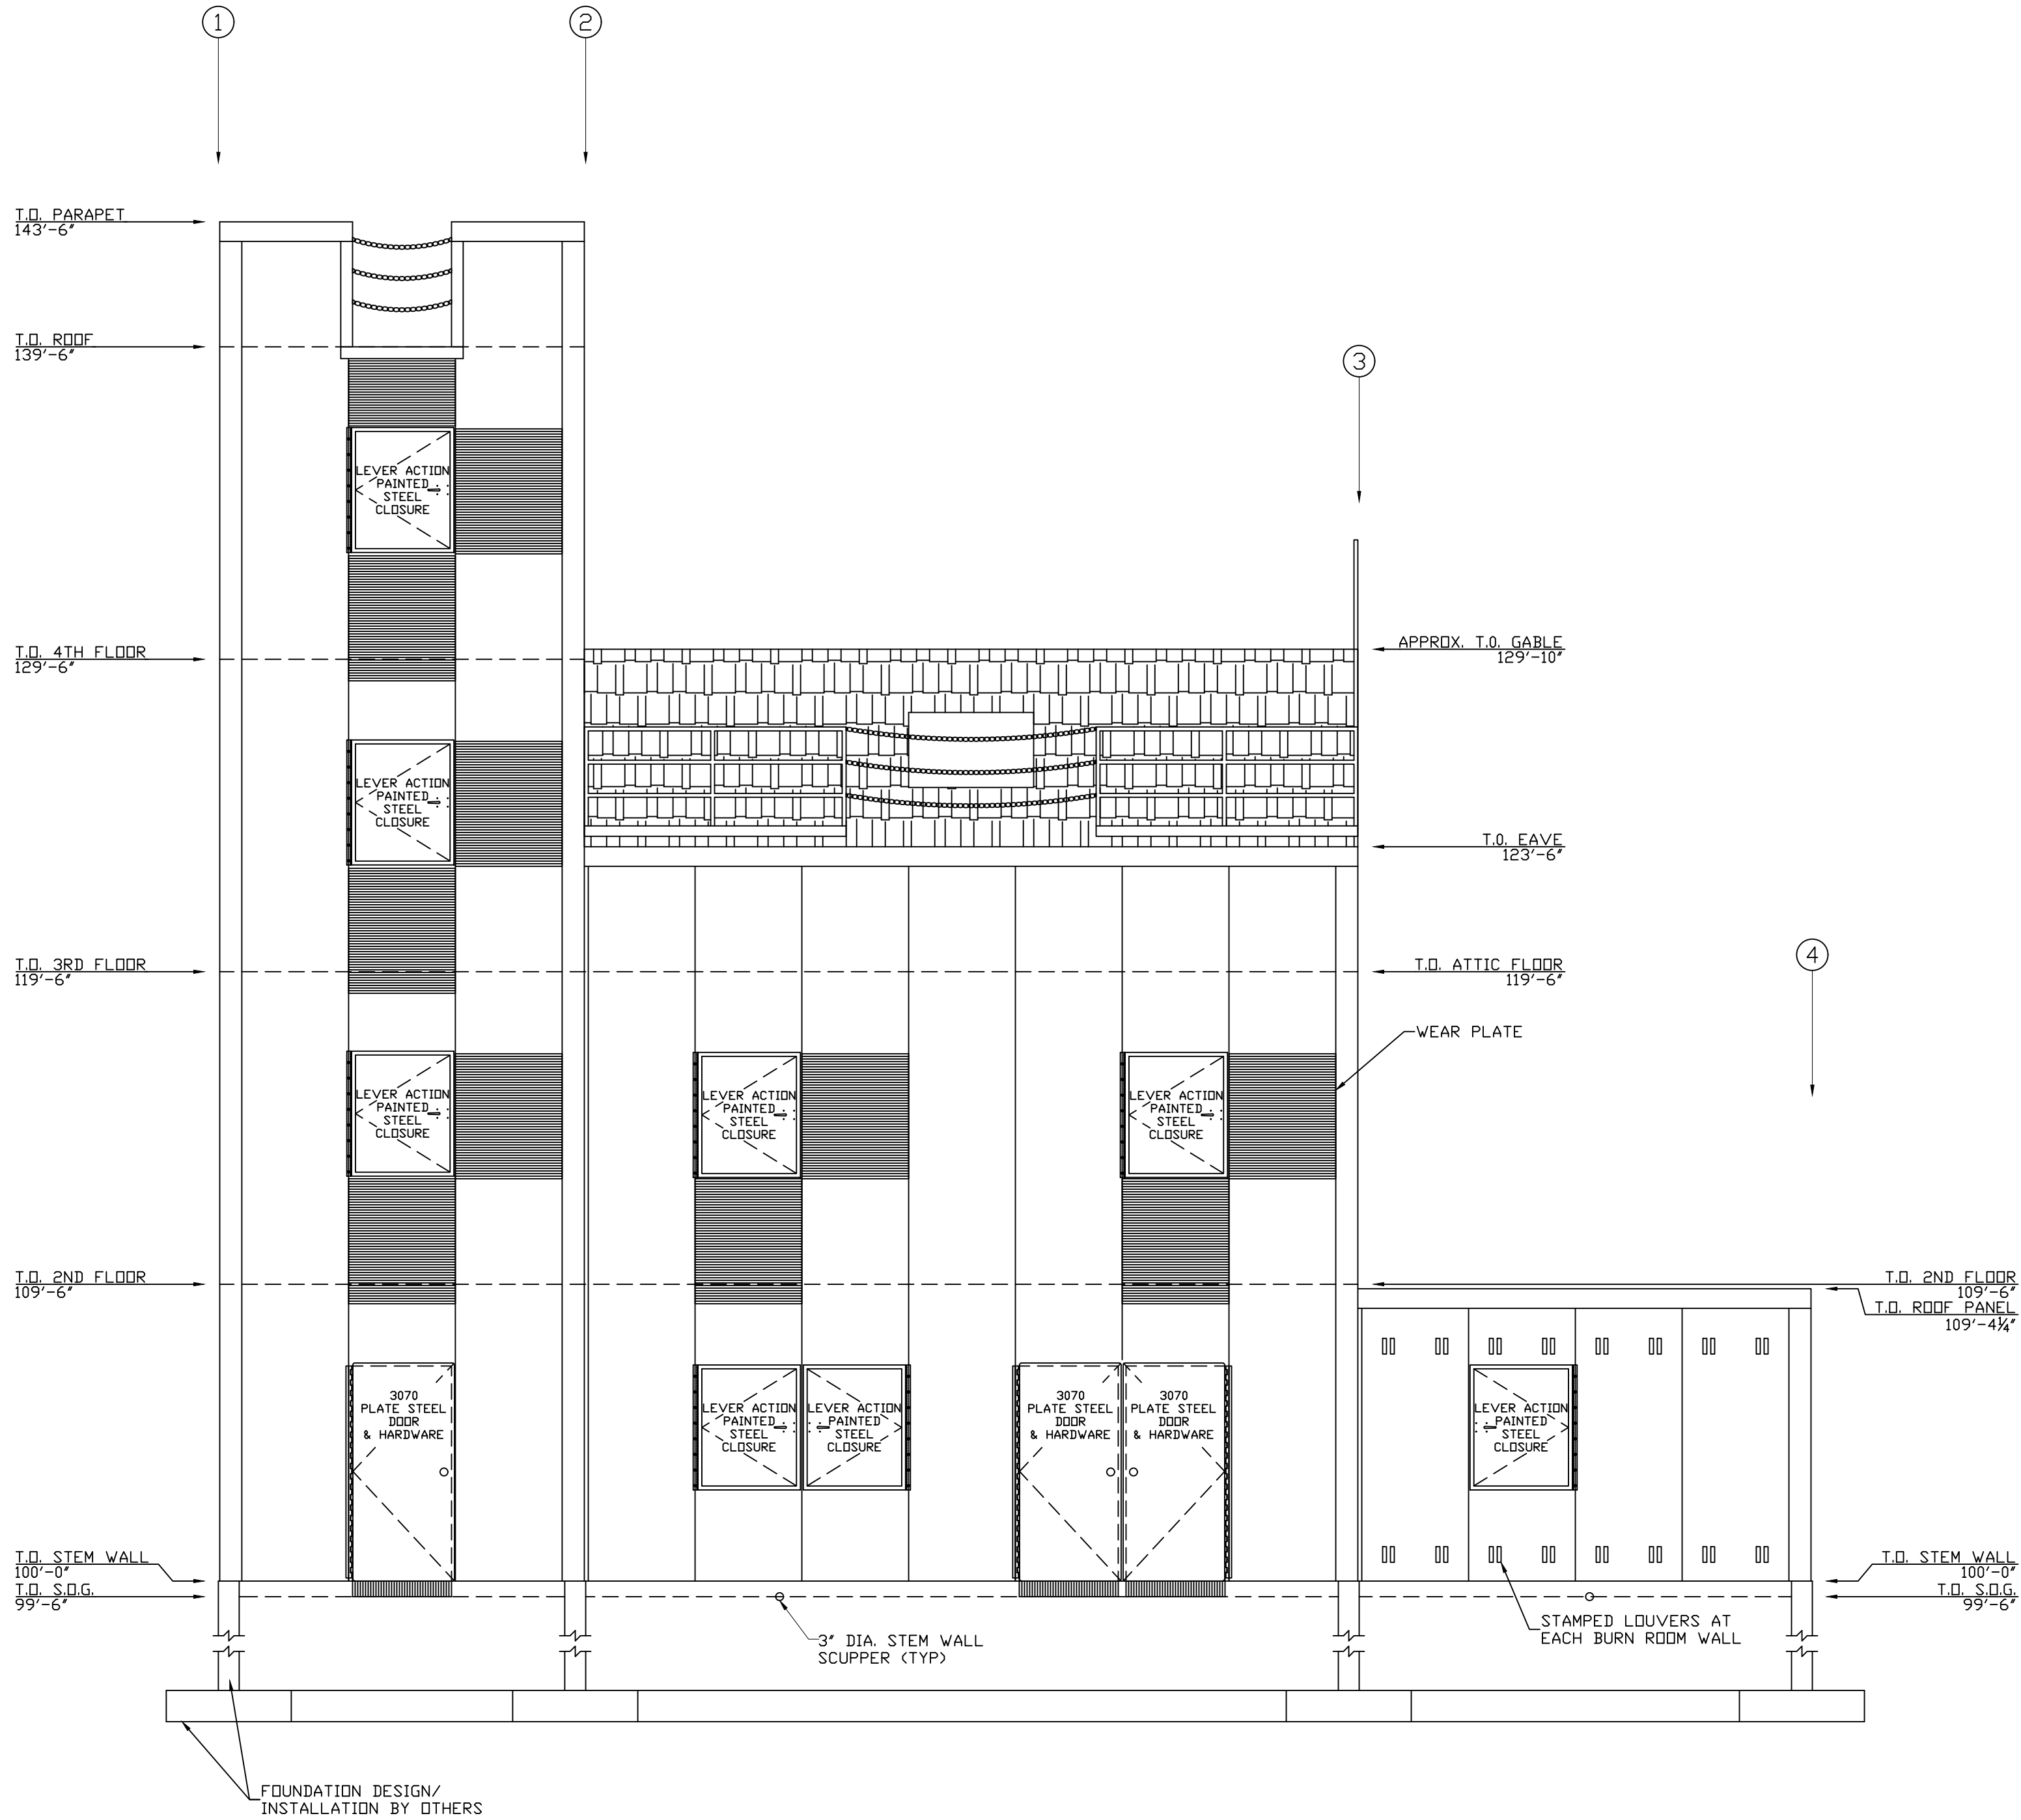 1
2
T.O. PARAPET
143'-6"
T.O. ROOF
139'-6"
3
LEVER ACTION
PAINTED
STEEL
CLOSURE
T.O. 4TH FLOOR
129'-6"
APPROX. T.O. GABLE
129'-10"
LEVER ACTION
PAINTED
STEEL
CLOSURE
T.O. EAVE
123'-6"
T.O. 3RD FLOOR
119'-6"
T.O. ATTIC FLOOR
119'-6"
4
WEAR PLATE
LEVER ACTION
PAINTED
STEEL
CLOSURE
LEVER ACTION
PAINTED
STEEL
CLOSURE
LEVER ACTION
PAINTED
STEEL
CLOSURE
T.O. 2ND FLOOR
109'-6"
T.O. 2ND FLOOR
109'-6"
T.O. ROOF PANEL
109'-4¼"
3070
PLATE STEEL
DOOR
& HARDWARE
LEVER ACTION
PAINTED
STEEL
CLOSURE
LEVER ACTION
PAINTED
STEEL
CLOSURE
3070
PLATE STEEL
DOOR
& HARDWARE
3070
PLATE STEEL
DOOR
& HARDWARE
LEVER ACTION
PAINTED
STEEL
CLOSURE
T.O. STEM WALL
100'-0"
T.O. S.O.G.
99'-6"
T.O. STEM WALL
100'-0"
T.O. S.O.G.
99'-6"
3" DIA. STEM WALL
SCUPPER (TYP)
STAMPED LOUVERS AT
EACH BURN ROOM WALL
FOUNDATION DESIGN/
INSTALLATION BY OTHERS